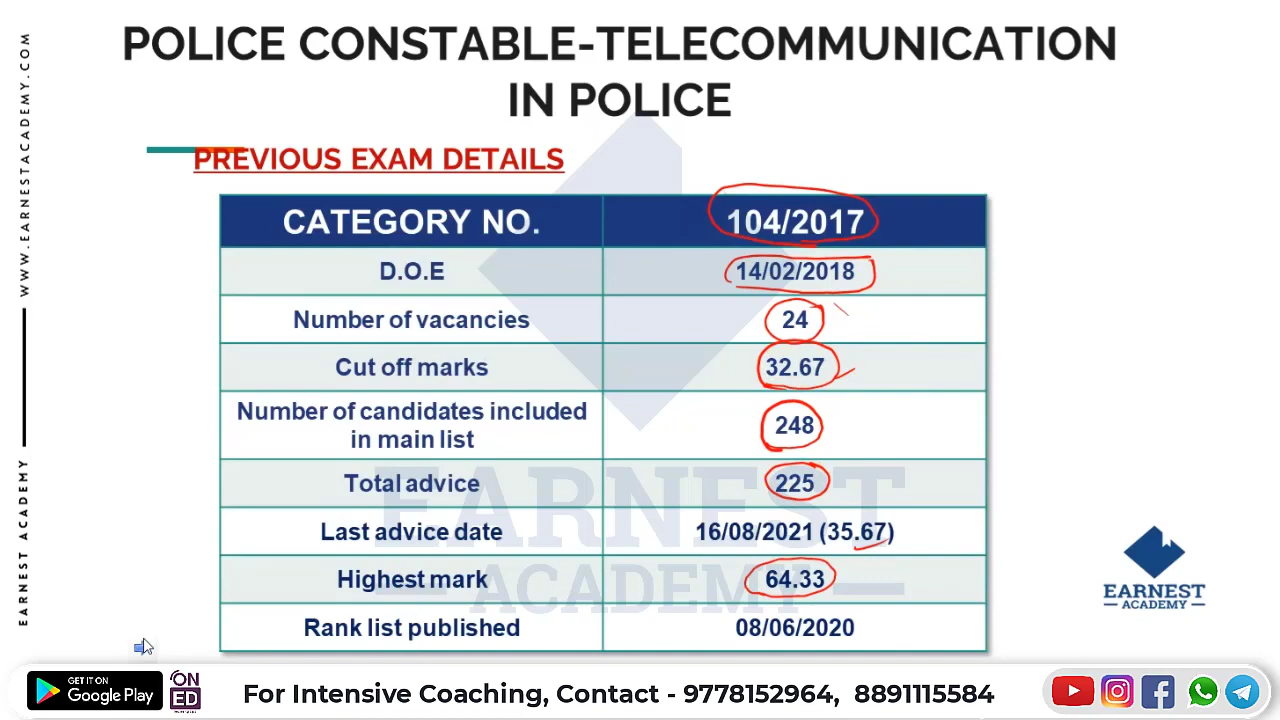 POLICE CONSTABLE-TELECOMMUNICATION
IN POLICE
WWW.EARNESTACADEMY.COM
EARNEST ACADEMY
PREVIOUS EXAM DETAILS
CATEGORY NO. 104/2017
D.O.E 14/02/2018
Number of vacancies 24
Cut off marks 32.67
Number of candidates included
in main list 248
Total advice 225
Last advice date 16/08/2021 (35.67)
Highest mark 64.33
Rank list published 08/06/2020
EARNEST
ACADEMY
EARNEST
ACADEMY
GET IT ON
Google Play
ON
ED
For Intensive Coaching, Contact - 9778152964, 8891115584